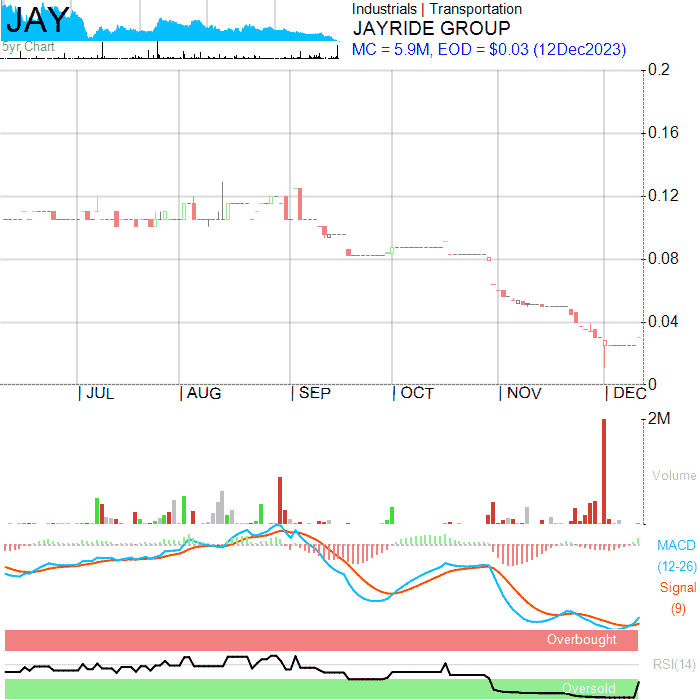 JAY
5yr Chart
Industrials | Transportation
JAYRIDE GROUP
MC = 5.9M, EOD = $0.03 (12Dec2023)
0.2
0.16
0.12
0.08
0.04
0
| JUL | AUG | SEP | OCT | NOV | DEC
2M
Volume
MACD
(12-26)
Signal
(9)
Overbought
RSI(14)
Oversold